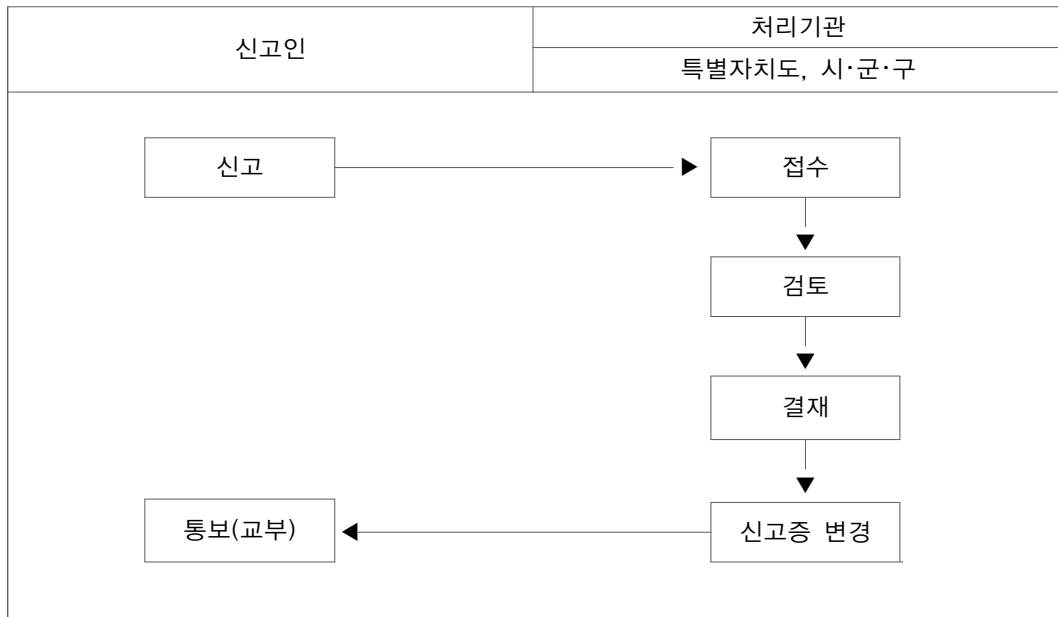 신고인
처리기관
특별자치도, 시·군·구
신고
접수
검토
결재
통보(교부)
신고증 변경